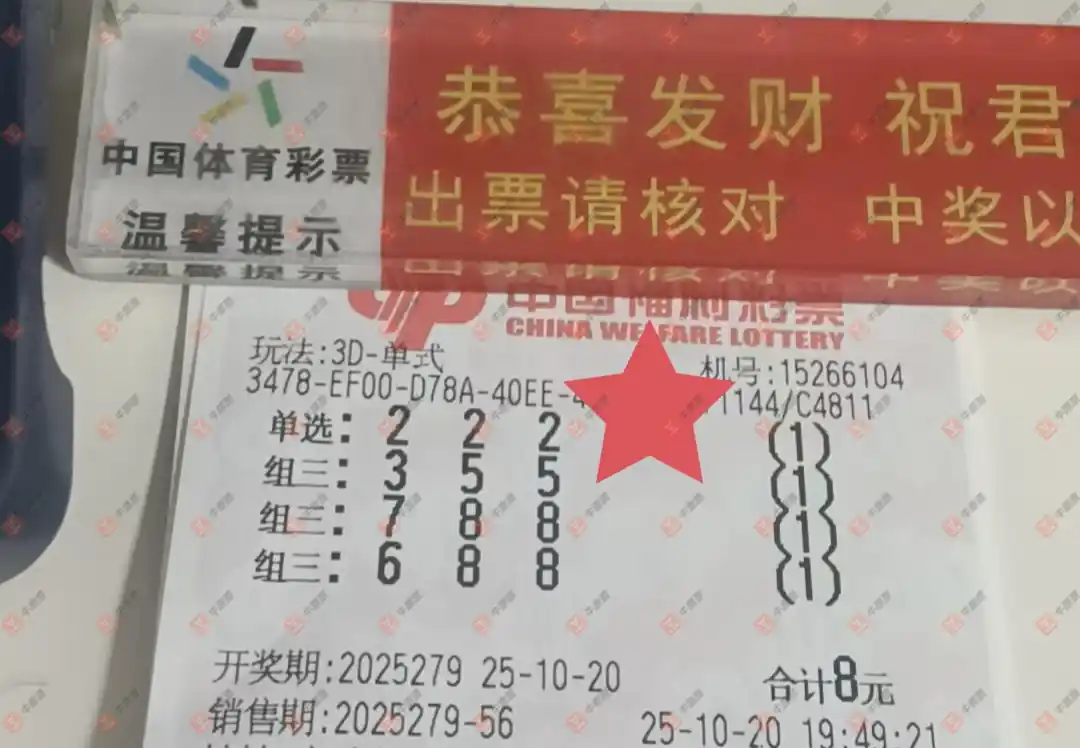 中国体育彩票
温馨提示
恭喜发财 祝君
出票请核对 中奖以
中国福利彩票
CHINA WELFARE LOTTERY
玩法:3D-单式 机号:15266104
3478-EF00-D78A-40EE-4 1144/C4811
单选: 2 2 2 (1)
组三: 3 5 5 (1)
组三: 7 8 8 (1)
组三: 6 8 8 (1)
开奖期:2025279 25-10-20 合计8元
销售期:2025279-56 25-10-20 19:49:21